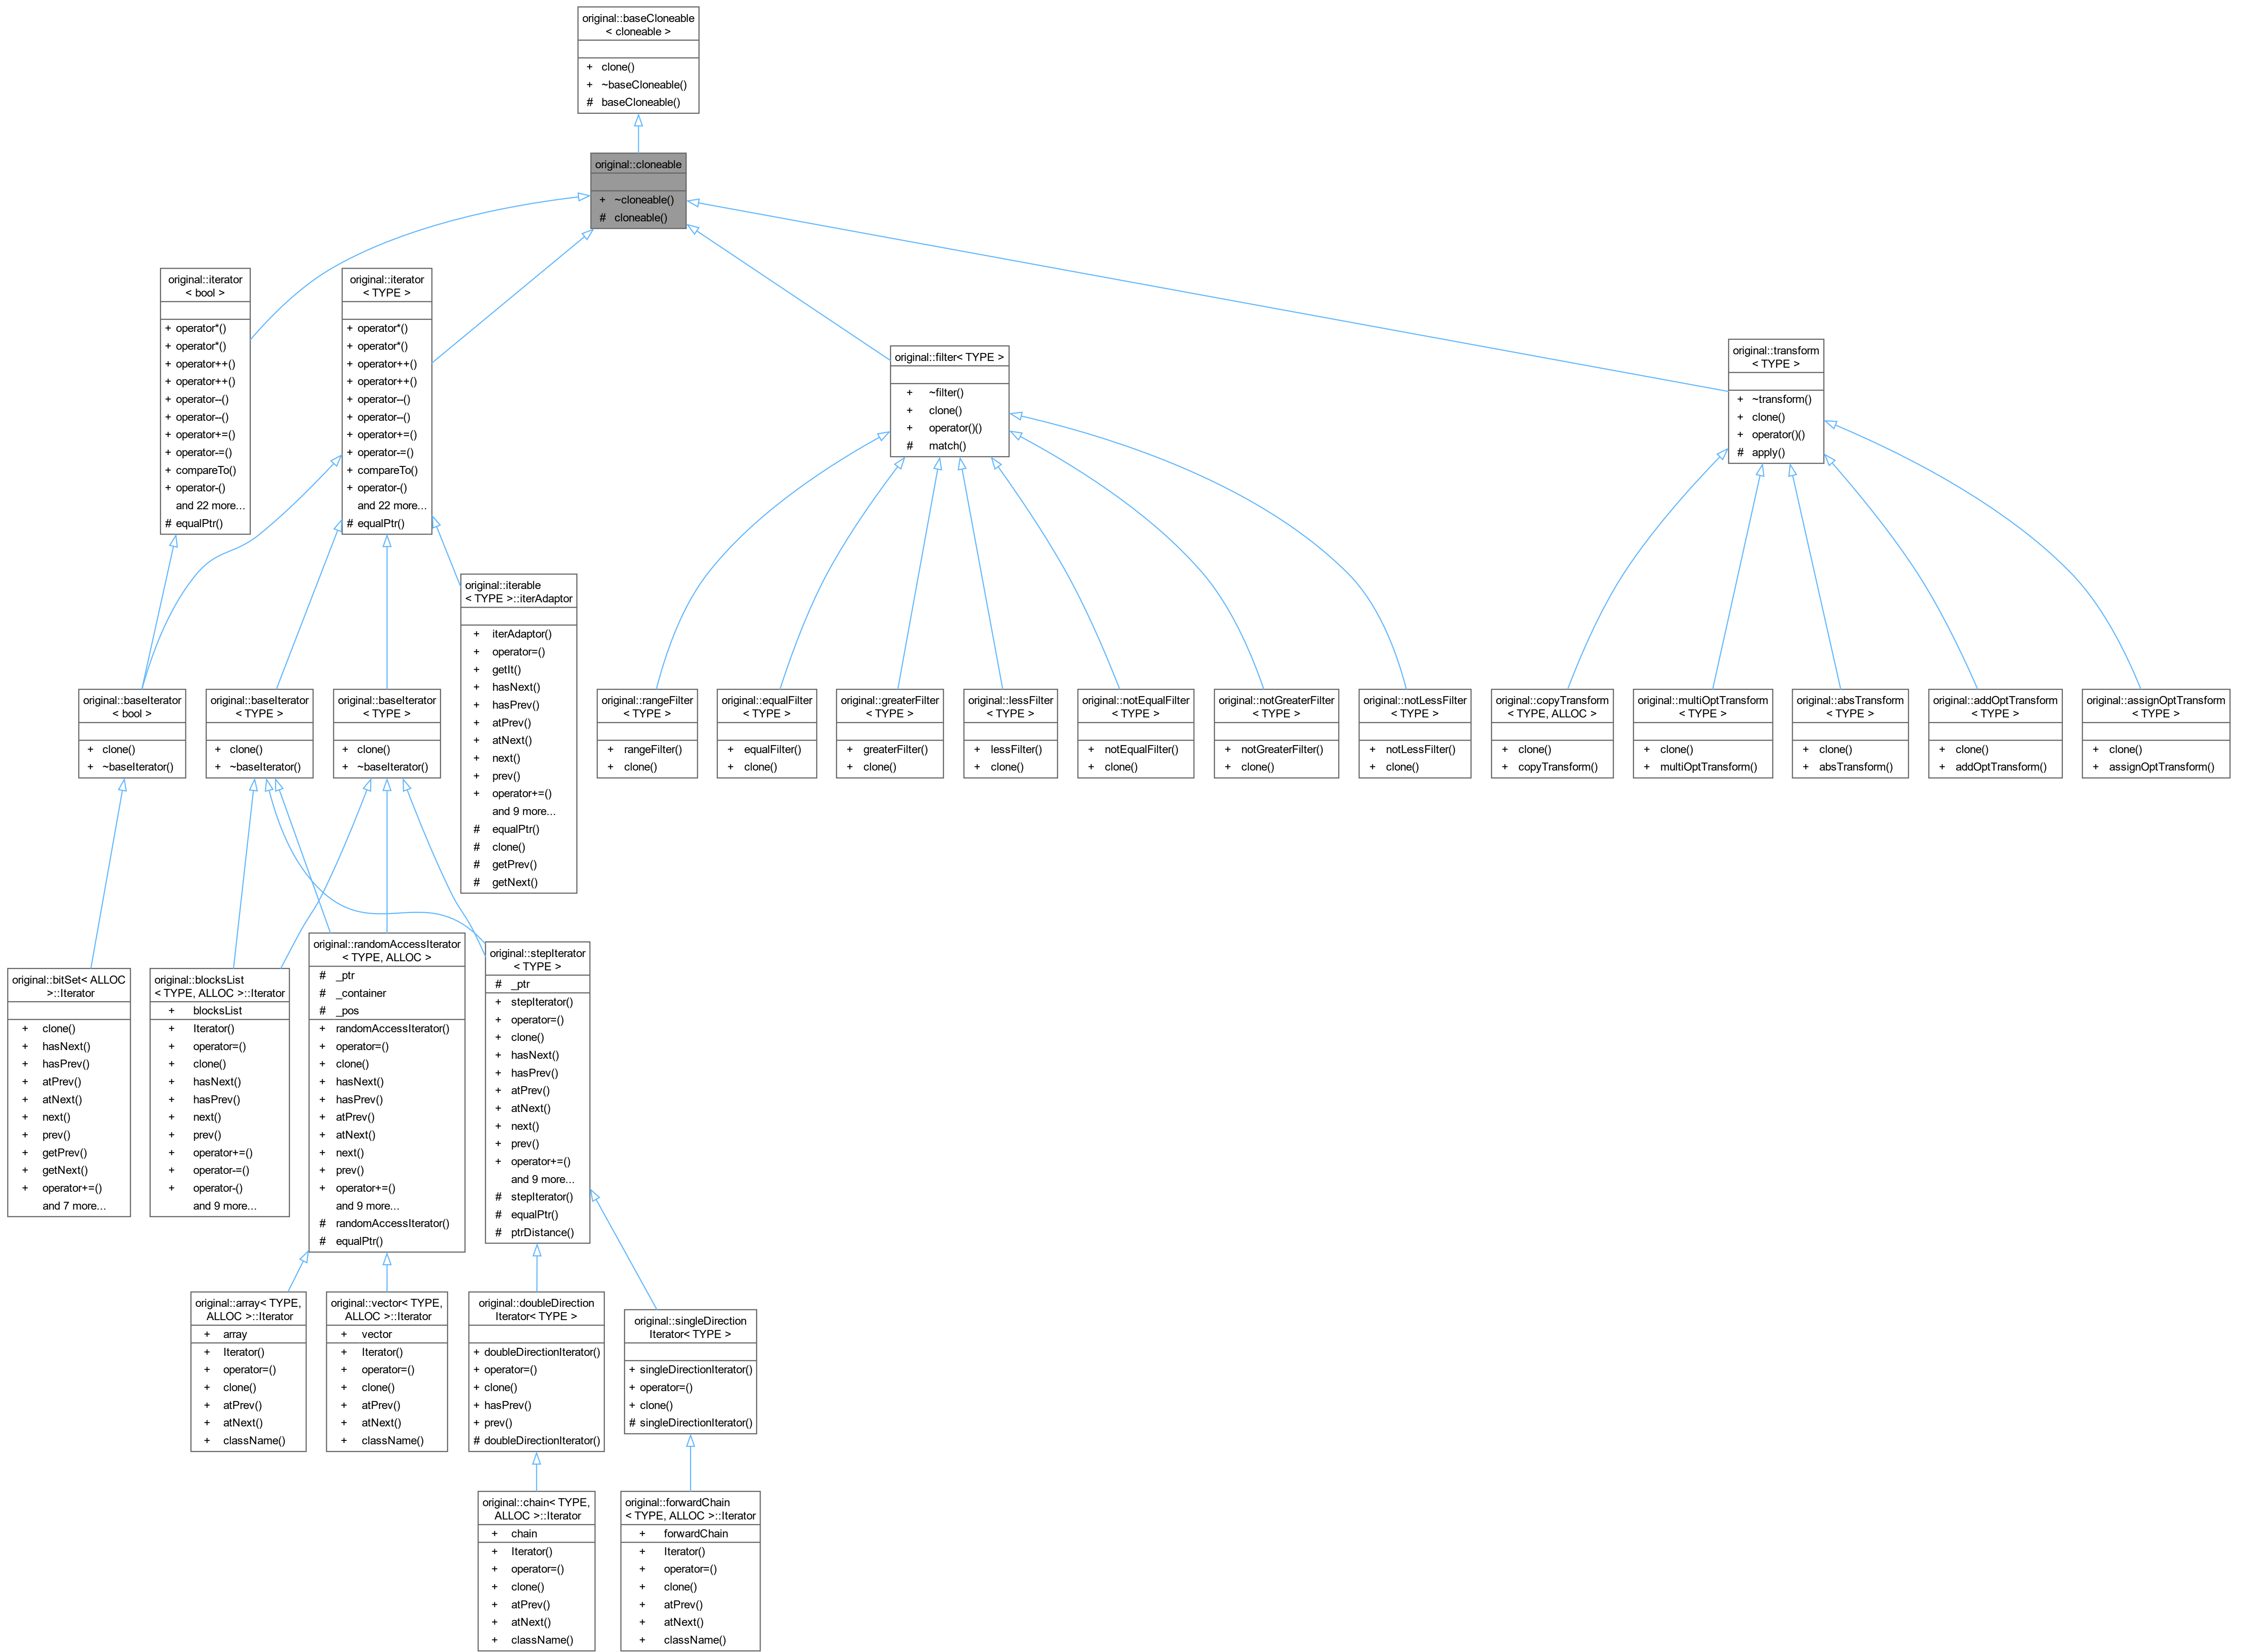 original::baseCloneable
< cloneable >
+ clone()
+ ~baseCloneable()
# baseCloneable()
original::cloneable
+ ~cloneable()
# cloneable()
original::iterator
< bool >
+ operator*()
+ operator*()
+ operator++()
+ operator++()
+ operator--()
+ operator--()
+ operator+=()
+ operator-=()
+ compareTo()
+ operator-()
and 22 more...
# equalPtr()
original::iterator
< TYPE >
+ operator*()
+ operator*()
+ operator++()
+ operator++()
+ operator--()
+ operator--()
+ operator+=()
+ operator-=()
+ compareTo()
+ operator-()
and 22 more...
# equalPtr()
original::filter< TYPE >
+ ~filter()
+ clone()
+ operator()()
# match()
original::transform
< TYPE >
+ ~transform()
+ clone()
+ operator()()
# apply()
original::iterable
< TYPE >::iterAdaptor
+ iterAdaptor()
+ operator=()
+ getIt()
+ hasNext()
+ hasPrev()
+ atPrev()
+ atNext()
+ next()
+ prev()
+ operator+=()
and 9 more...
# equalPtr()
# clone()
# getPrev()
# getNext()
original::baseIterator
< bool >
+ clone()
+ ~baseIterator()
original::baseIterator
< TYPE >
+ clone()
+ ~baseIterator()
original::baseIterator
< TYPE >
+ clone()
+ ~baseIterator()
original::rangeFilter
< TYPE >
+ rangeFilter()
+ clone()
original::equalFilter
< TYPE >
+ equalFilter()
+ clone()
original::greaterFilter
< TYPE >
+ greaterFilter()
+ clone()
original::lessFilter
< TYPE >
+ lessFilter()
+ clone()
original::notEqualFilter
< TYPE >
+ notEqualFilter()
+ clone()
original::notGreaterFilter
< TYPE >
+ notGreaterFilter()
+ clone()
original::notLessFilter
< TYPE >
+ notLessFilter()
+ clone()
original::copyTransform
< TYPE, ALLOC >
+ clone()
+ copyTransform()
original::multiOptTransform
< TYPE >
+ clone()
+ multiOptTransform()
original::absTransform
< TYPE >
+ clone()
+ absTransform()
original::addOptTransform
< TYPE >
+ clone()
+ addOptTransform()
original::assignOptTransform
< TYPE >
+ clone()
+ assignOptTransform()
original::bitSet< ALLOC
>::Iterator
+ clone()
+ hasNext()
+ hasPrev()
+ atPrev()
+ atNext()
+ next()
+ prev()
+ getPrev()
+ getNext()
+ operator+=()
and 7 more...
original::blocksList
< TYPE, ALLOC >::Iterator
+ blocksList
+ Iterator()
+ operator=()
+ clone()
+ hasNext()
+ hasPrev()
+ next()
+ prev()
+ operator+=()
+ operator-=()
+ operator-()
and 9 more...
original::randomAccessIterator
< TYPE, ALLOC >
# _ptr
# _container
# _pos
+ randomAccessIterator()
+ operator=()
+ clone()
+ hasNext()
+ hasPrev()
+ atPrev()
+ atNext()
+ next()
+ prev()
+ operator+=()
and 9 more...
# randomAccessIterator()
# equalPtr()
original::stepIterator
< TYPE >
# _ptr
+ stepIterator()
+ operator=()
+ clone()
+ hasNext()
+ hasPrev()
+ atPrev()
+ atNext()
+ next()
+ prev()
+ operator+=()
and 9 more...
# stepIterator()
# equalPtr()
# ptrDistance()
original::array< TYPE,
ALLOC >::Iterator
+ array
+ Iterator()
+ operator=()
+ clone()
+ atPrev()
+ atNext()
+ className()
original::vector< TYPE,
ALLOC >::Iterator
+ vector
+ Iterator()
+ operator=()
+ clone()
+ atPrev()
+ atNext()
+ className()
original::doubleDirection
Iterator< TYPE >
+ doubleDirectionIterator()
+ operator=()
+ clone()
+ hasPrev()
+ prev()
# doubleDirectionIterator()
original::singleDirection
Iterator< TYPE >
+ singleDirectionIterator()
+ operator=()
+ clone()
# singleDirectionIterator()
original::chain< TYPE,
ALLOC >::Iterator
+ chain
+ Iterator()
+ operator=()
+ clone()
+ atPrev()
+ atNext()
+ className()
original::forwardChain
< TYPE, ALLOC >::Iterator
+ forwardChain
+ Iterator()
+ operator=()
+ clone()
+ atPrev()
+ atNext()
+ className()